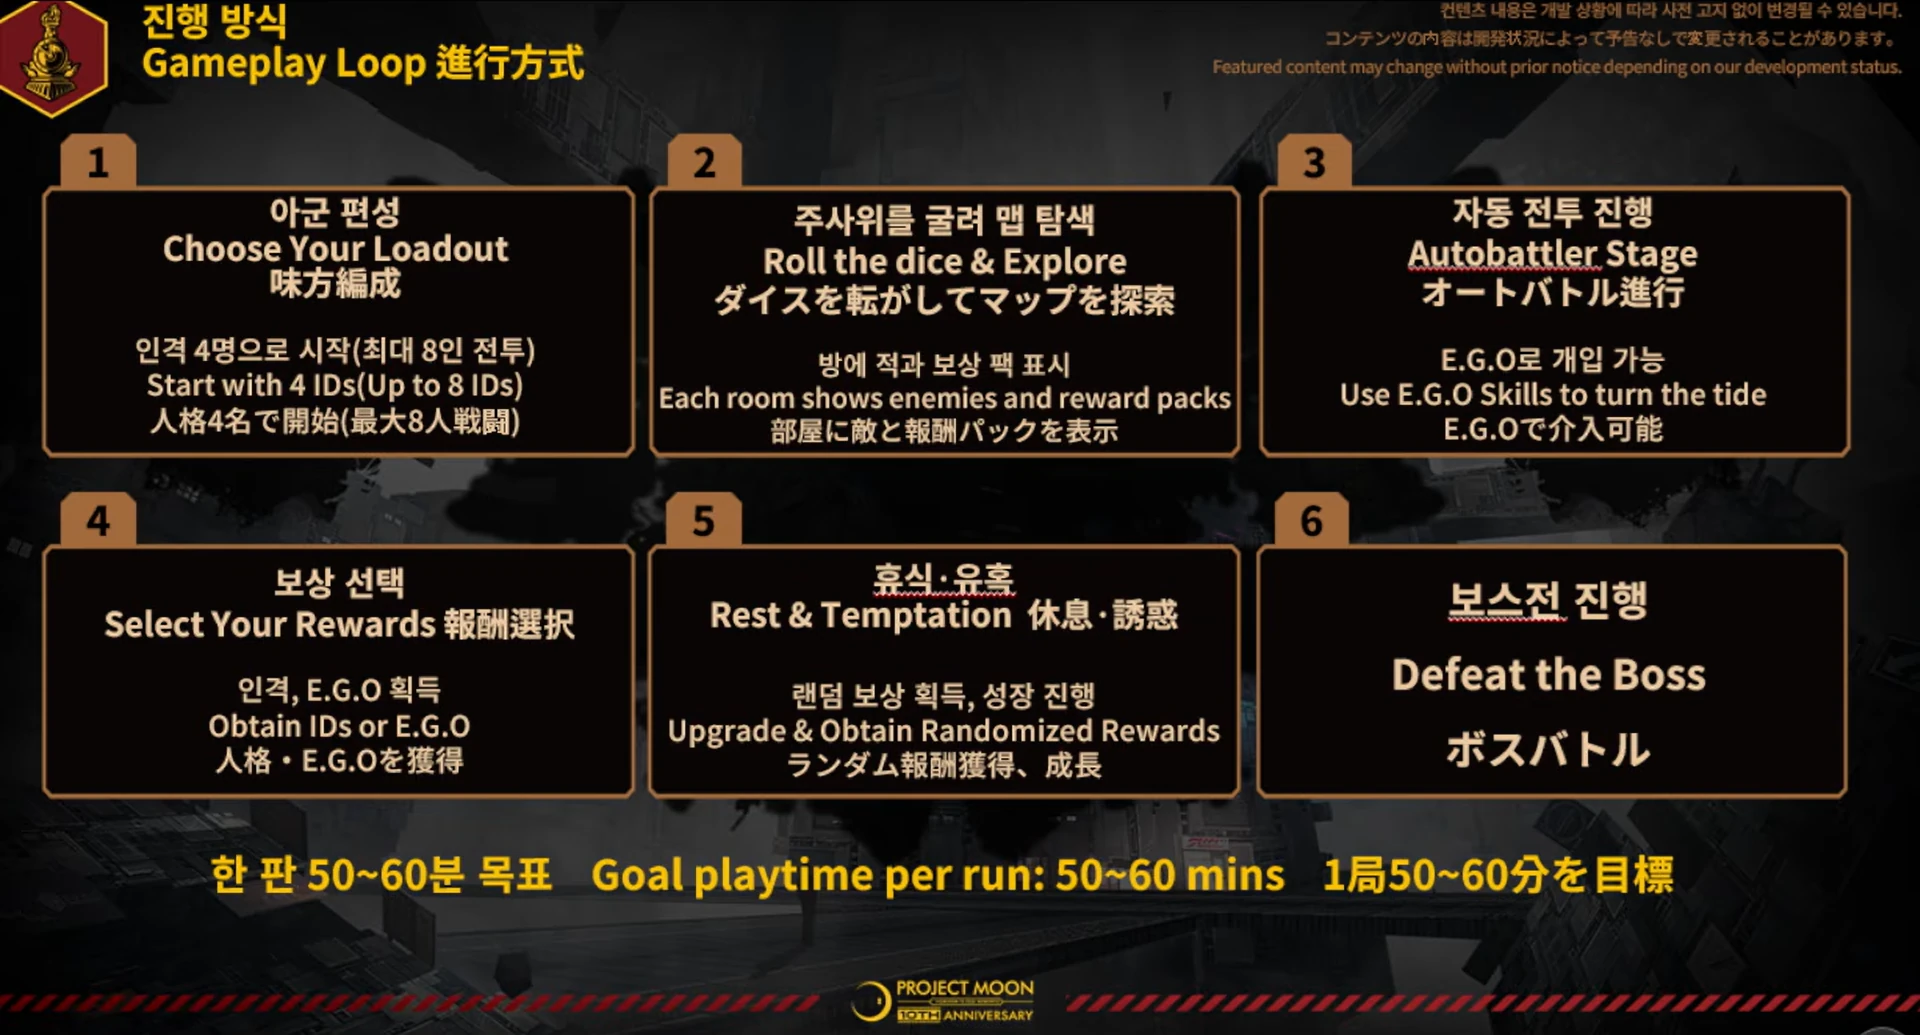 진행 방식
Gameplay Loop 進行方式
컨텐츠 내용은 개발 상황에 따라 사전 고지 없이 변경될 수 있습니다.
コンテンツの内容は開発状況によって予告なしで変更されることがあります。
Featured content may change without prior notice depending on our development status.
1
아군 편성
Choose Your Loadout
味方編成
인격 4명으로 시작(최대 8인 전투)
Start with 4 IDs(Up to 8 IDs)
人格4名で開始(最大8人戦闘)
2
주사위를 굴려 맵 탐색
Roll the dice & Explore
ダイスを転がしてマップを探索
방에 적과 보상 팩 표시
Each room shows enemies and reward packs
部屋に敵と報酬パックを表示
3
자동 전투 진행
Autobattler Stage
オートバトル進行
E.G.O로 개입 가능
Use E.G.O Skills to turn the tide
E.G.Oで介入可能
4
보상 선택
Select Your Rewards 報酬選択
인격, E.G.O 획득
Obtain IDs or E.G.O
人格・E.G.Oを獲得
5
휴식·유혹
Rest & Temptation 休息·誘惑
랜덤 보상 획득, 성장 진행
Upgrade & Obtain Randomized Rewards
ランダム報酬獲得、成長
6
보스전 진행
Defeat the Boss
ボスバトル
한 판 50~60분 목표 Goal playtime per run: 50~60 mins 1局50~60分を目標
PROJECT MOON
10TH ANNIVERSARY